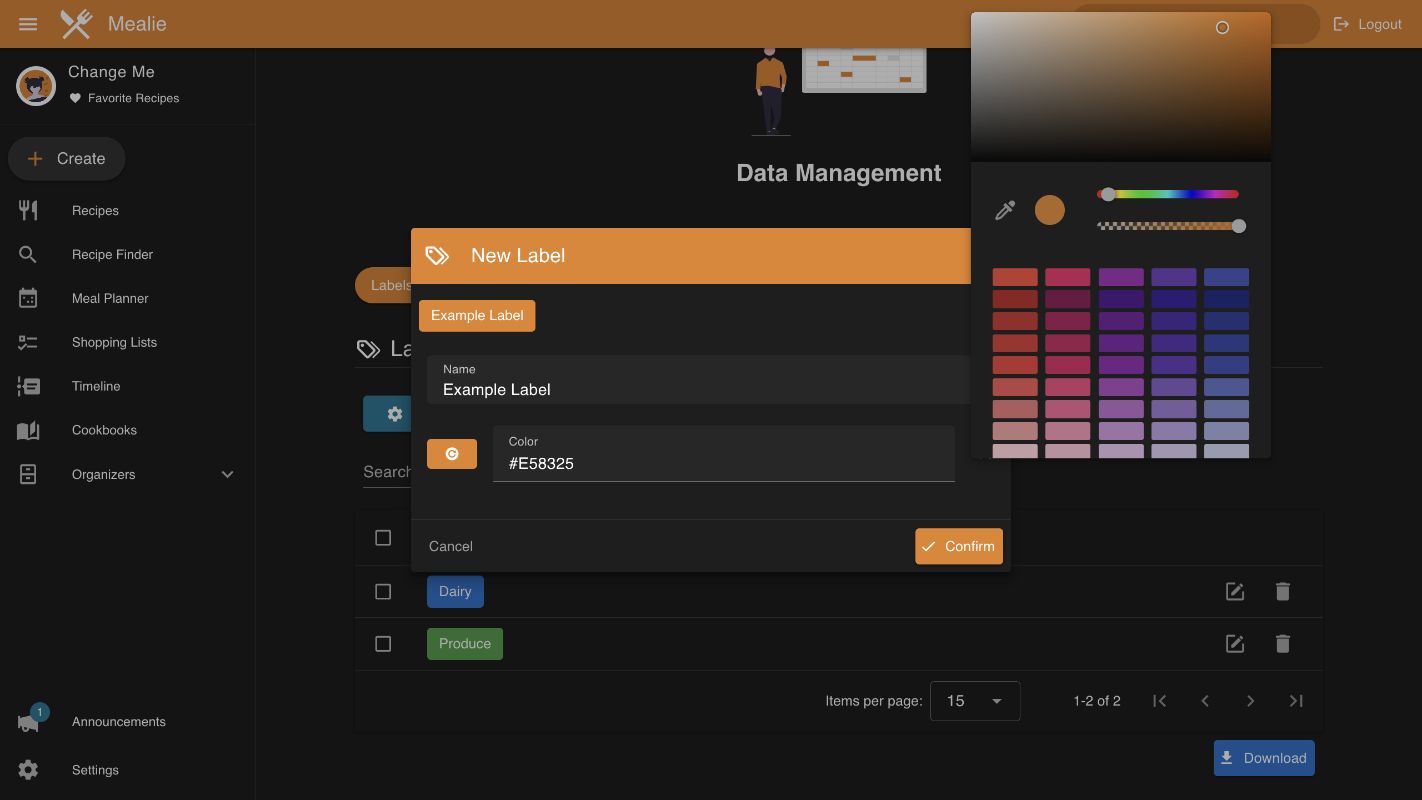 Mealie
Logout
Change Me
Favorite Recipes
Create
Recipes
Recipe Finder
Meal Planner
Shopping Lists
Timeline
Cookbooks
Organizers
1
Announcements
Settings
Data Management
Labels
La
Search
New Label
Example Label
Name
Example Label
Color
#E58325
Cancel
Confirm
Dairy
Produce
Items per page:
15
1-2 of 2
Download